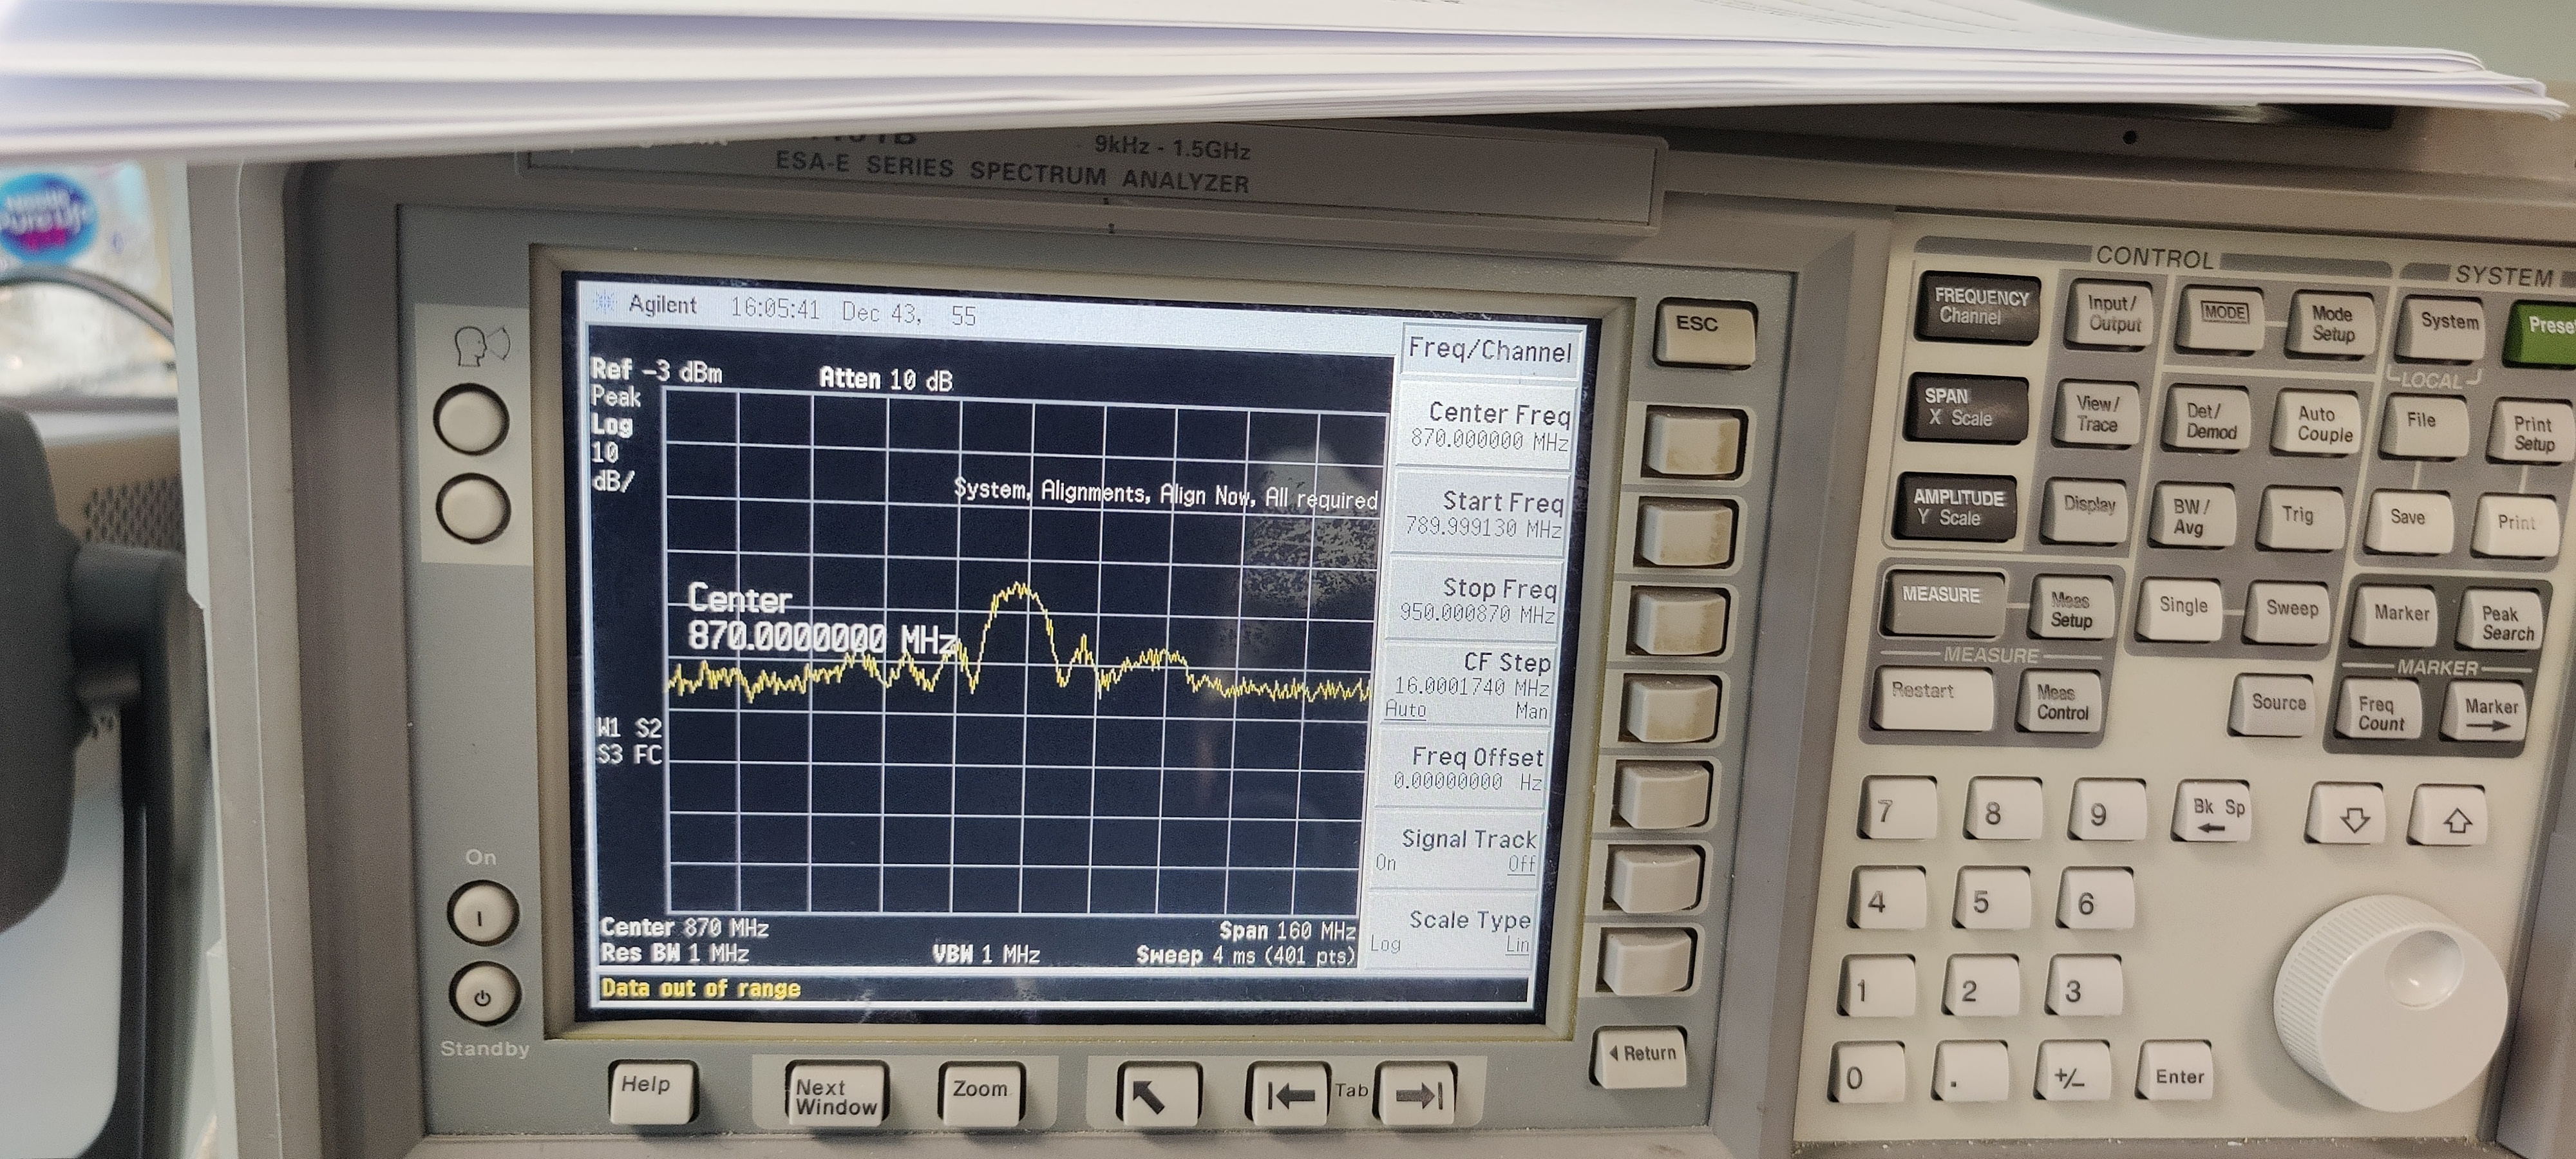 9kHz - 1.5GHz
ESA-E SERIES SPECTRUM ANALYZER
Pure Life
Agilent 16:05:41 Dec 43, 55
Ref -3 dBm Atten 10 dB
Peak
Log
10
dB/
System, Alignments, Align Now, All required
Center
870.0000000 MHz
W1 S2
S3 FC
Center 870 MHz Span 160 MHz
Res BW 1 MHz VBW 1 MHz Sweep 4 ms (401 pts)
Data out of range
Freq/Channel
Center Freq
870.000000 MHz
Start Freq
789.999130 MHz
Stop Freq
950.000870 MHz
CF Step
16.0001740 MHz
Auto Man
Freq Offset
0.00000000 Hz
Signal Track
On Off
Scale Type
Log Lin
On
Standby
ESC
Return
Help
Next
Window
Zoom
Tab
CONTROL
SYSTEM
FREQUENCY
Channel
Input/
Output
MODE
Mode
Setup
System
Prese
LOCAL
SPAN
X Scale
View/
Trace
Det/
Demod
Auto
Couple
File
Print
Setup
AMPLITUDE
Y Scale
Display
BW/
Avg
Trig
Save
Print
MEASURE
Meas
Setup
Single
Sweep
Marker
Peak
Search
MEASURE
MARKER
Restart
Meas
Control
Source
Freq
Count
Marker
7 8 9 Bk Sp
4 5 6
1 2 3
0 . +/- Enter